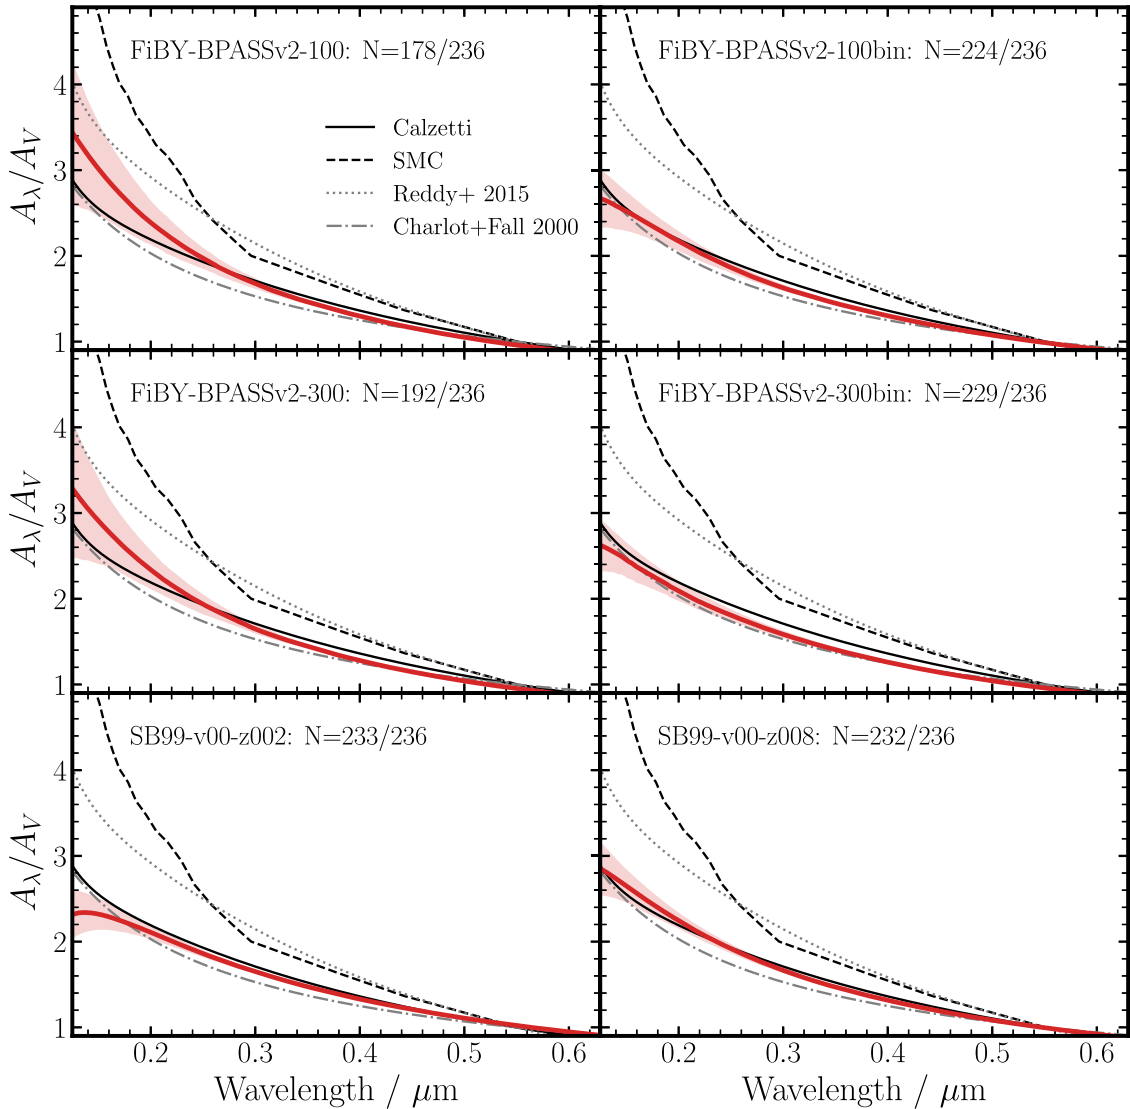 FiBY-BPASSv2-100: N=178/236
FiBY-BPASSv2-100bin: N=224/236
4
3
2
1
A_λ/A_V
Calzetti
SMC
Reddy+ 2015
Charlot+Fall 2000
FiBY-BPASSv2-300: N=192/236
FiBY-BPASSv2-300bin: N=229/236
4
3
2
1
A_λ/A_V
SB99-v00-z002: N=233/236
SB99-v00-z008: N=232/236
4
3
2
1
A_λ/A_V
0.2 0.3 0.4 0.5 0.6
0.2 0.3 0.4 0.5 0.6
Wavelength / μm
Wavelength / μm